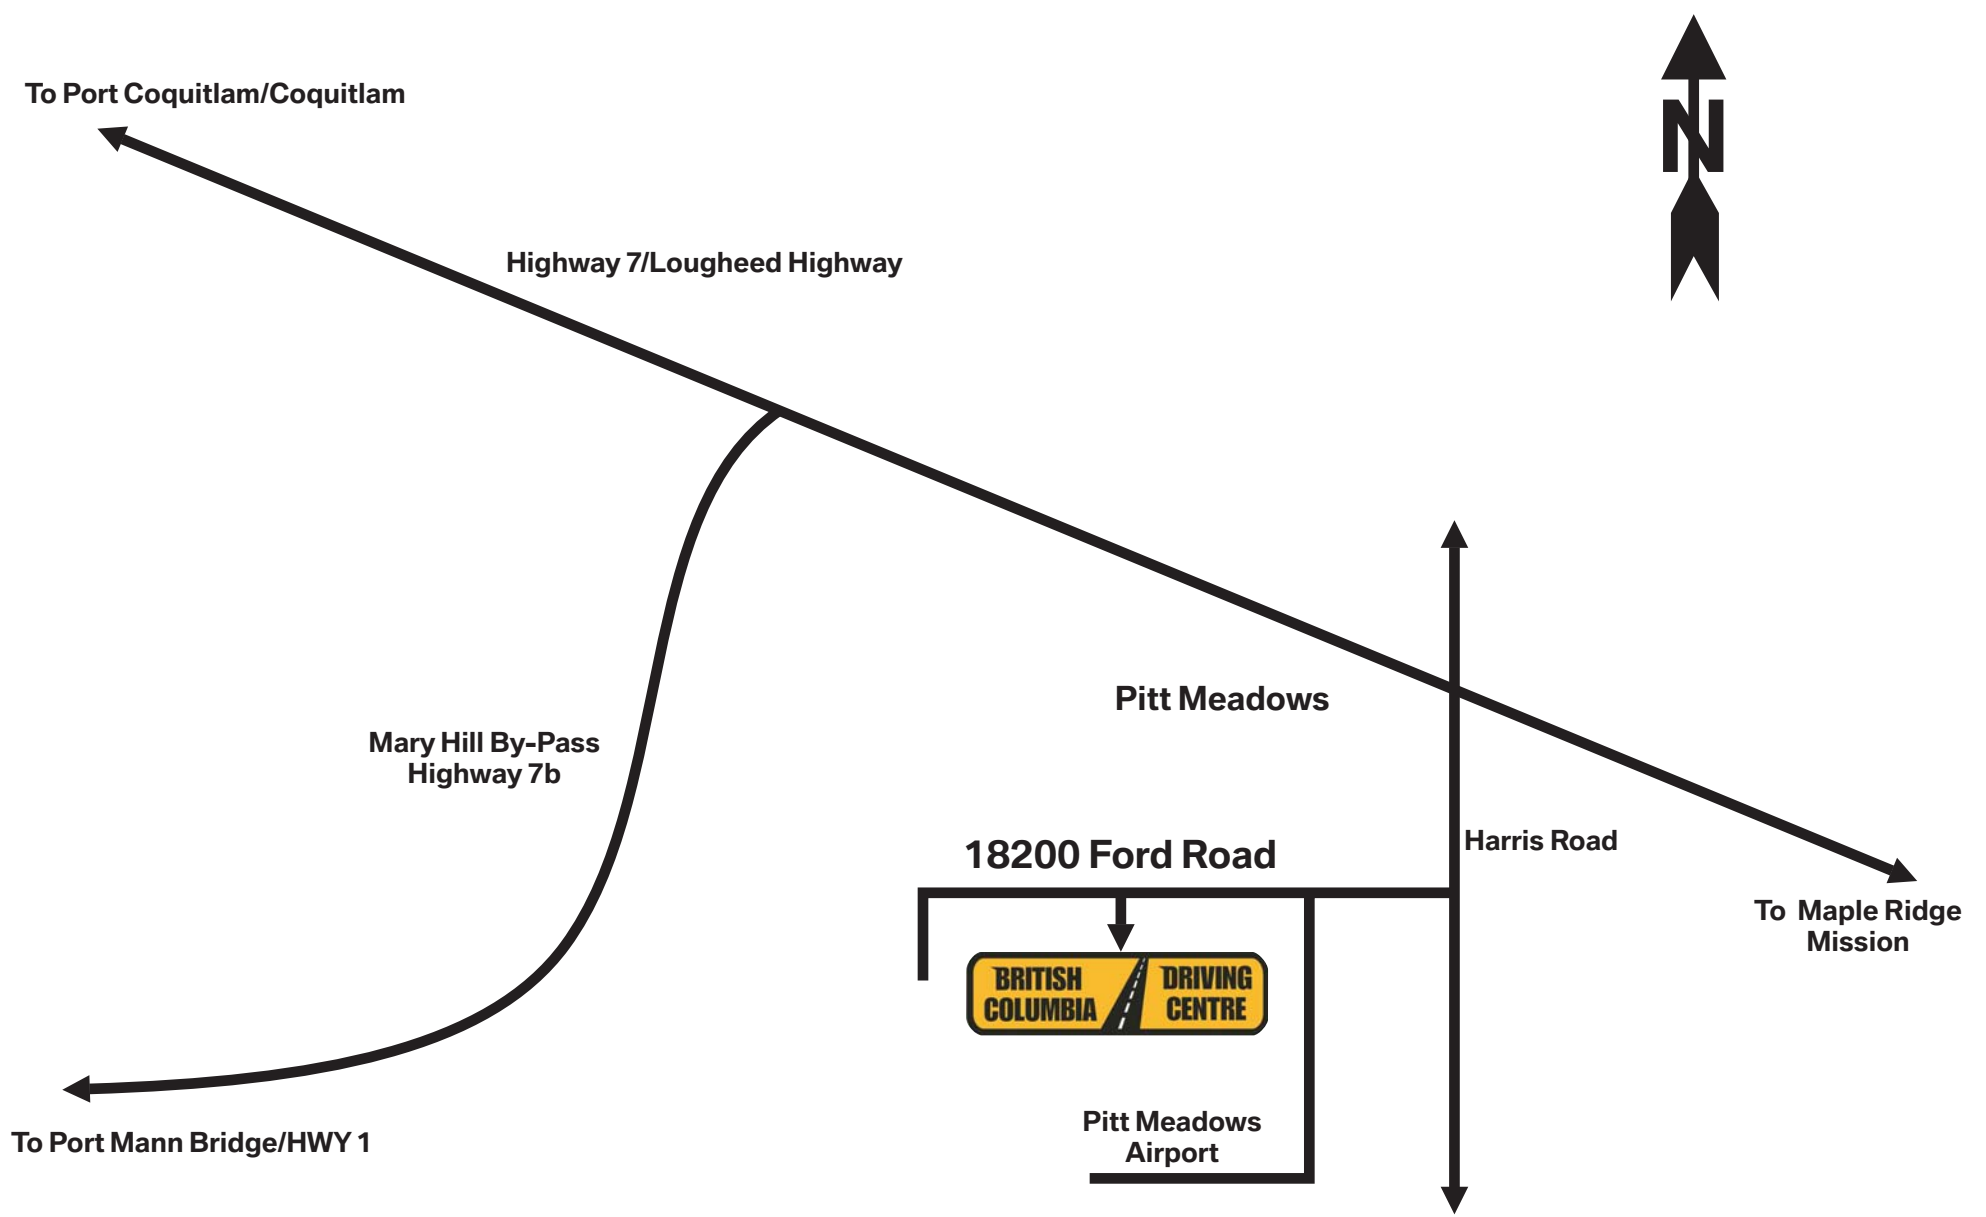 To Port Coquitlam/Coquitlam
N
Highway 7/Lougheed Highway
Pitt Meadows
Mary Hill By-Pass
Highway 7b
Harris Road
18200 Ford Road
To Maple Ridge
Mission
BRITISH
COLUMBIA
DRIVING
CENTRE
Pitt Meadows
Airport
To Port Mann Bridge/HWY 1